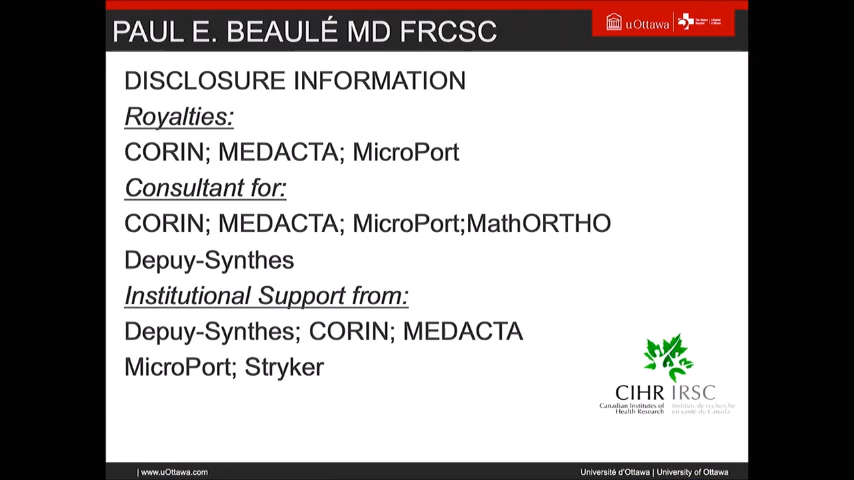 PAUL E. BEAULÉ MD FRCSC
uOttawa
DISCLOSURE INFORMATION
Royalties:
CORIN; MEDACTA; MicroPort
Consultant for:
CORIN; MEDACTA; MicroPort;MathORTHO
Depuy-Synthes
Institutional Support from:
Depuy-Synthes; CORIN; MEDACTA
MicroPort; Stryker
CIHR IRSC
Canadian Institutes of Instituts de recherche
Health Research en santé du Canada
| www.uOttawa.com
Université d'Ottawa | University of Ottawa